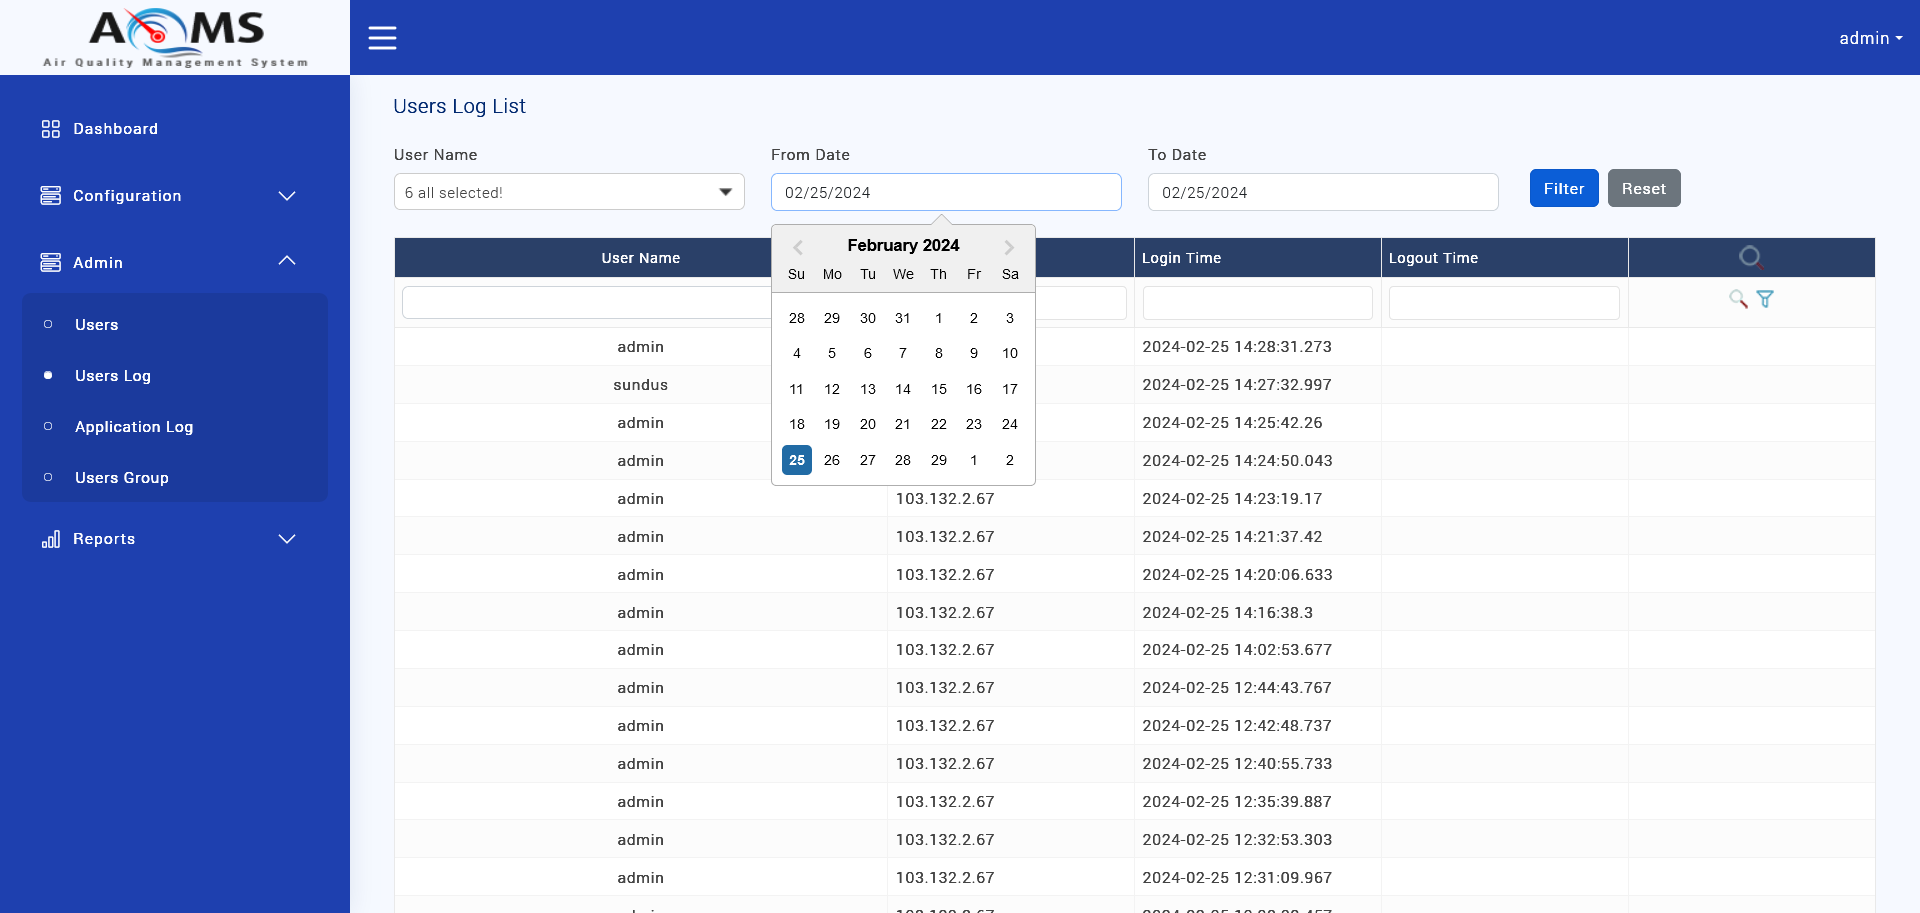 AQMS
Air Quality Management System
admin
Dashboard
Configuration
Admin
Users
Users Log
Application Log
Users Group
Reports
Users Log List
User Name From Date To Date
6 all selected! 02/25/2024 02/25/2024 Filter Reset
February 2024
Su Mo Tu We Th Fr Sa
28 29 30 31 1 2 3
4 5 6 7 8 9 10
11 12 13 14 15 16 17
18 19 20 21 22 23 24
25 26 27 28 29 1 2
User Name Login Time Logout Time
admin 2024-02-25 14:28:31.273
sundus 2024-02-25 14:27:32.997
admin 2024-02-25 14:25:42.26
admin 2024-02-25 14:24:50.043
admin 103.132.2.67 2024-02-25 14:23:19.17
admin 103.132.2.67 2024-02-25 14:21:37.42
admin 103.132.2.67 2024-02-25 14:20:06.633
admin 103.132.2.67 2024-02-25 14:16:38.3
admin 103.132.2.67 2024-02-25 14:02:53.677
admin 103.132.2.67 2024-02-25 12:44:43.767
admin 103.132.2.67 2024-02-25 12:42:48.737
admin 103.132.2.67 2024-02-25 12:40:55.733
admin 103.132.2.67 2024-02-25 12:35:39.887
admin 103.132.2.67 2024-02-25 12:32:53.303
admin 103.132.2.67 2024-02-25 12:31:09.967